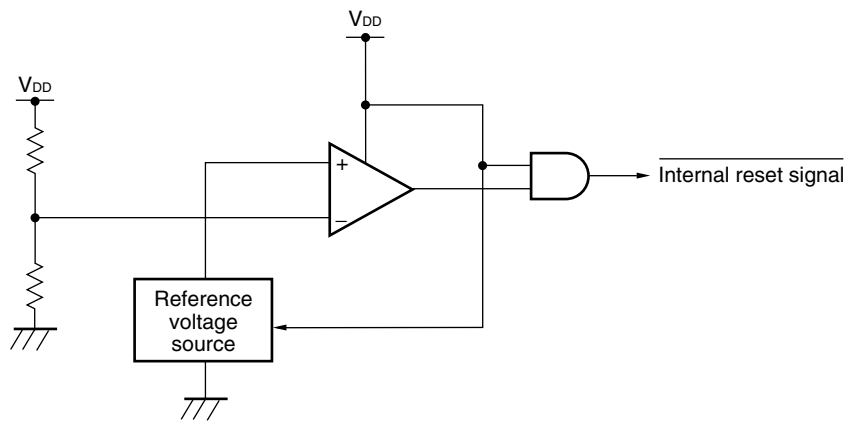 VDD
VDD
+
−
Internal reset signal
Reference
voltage
source